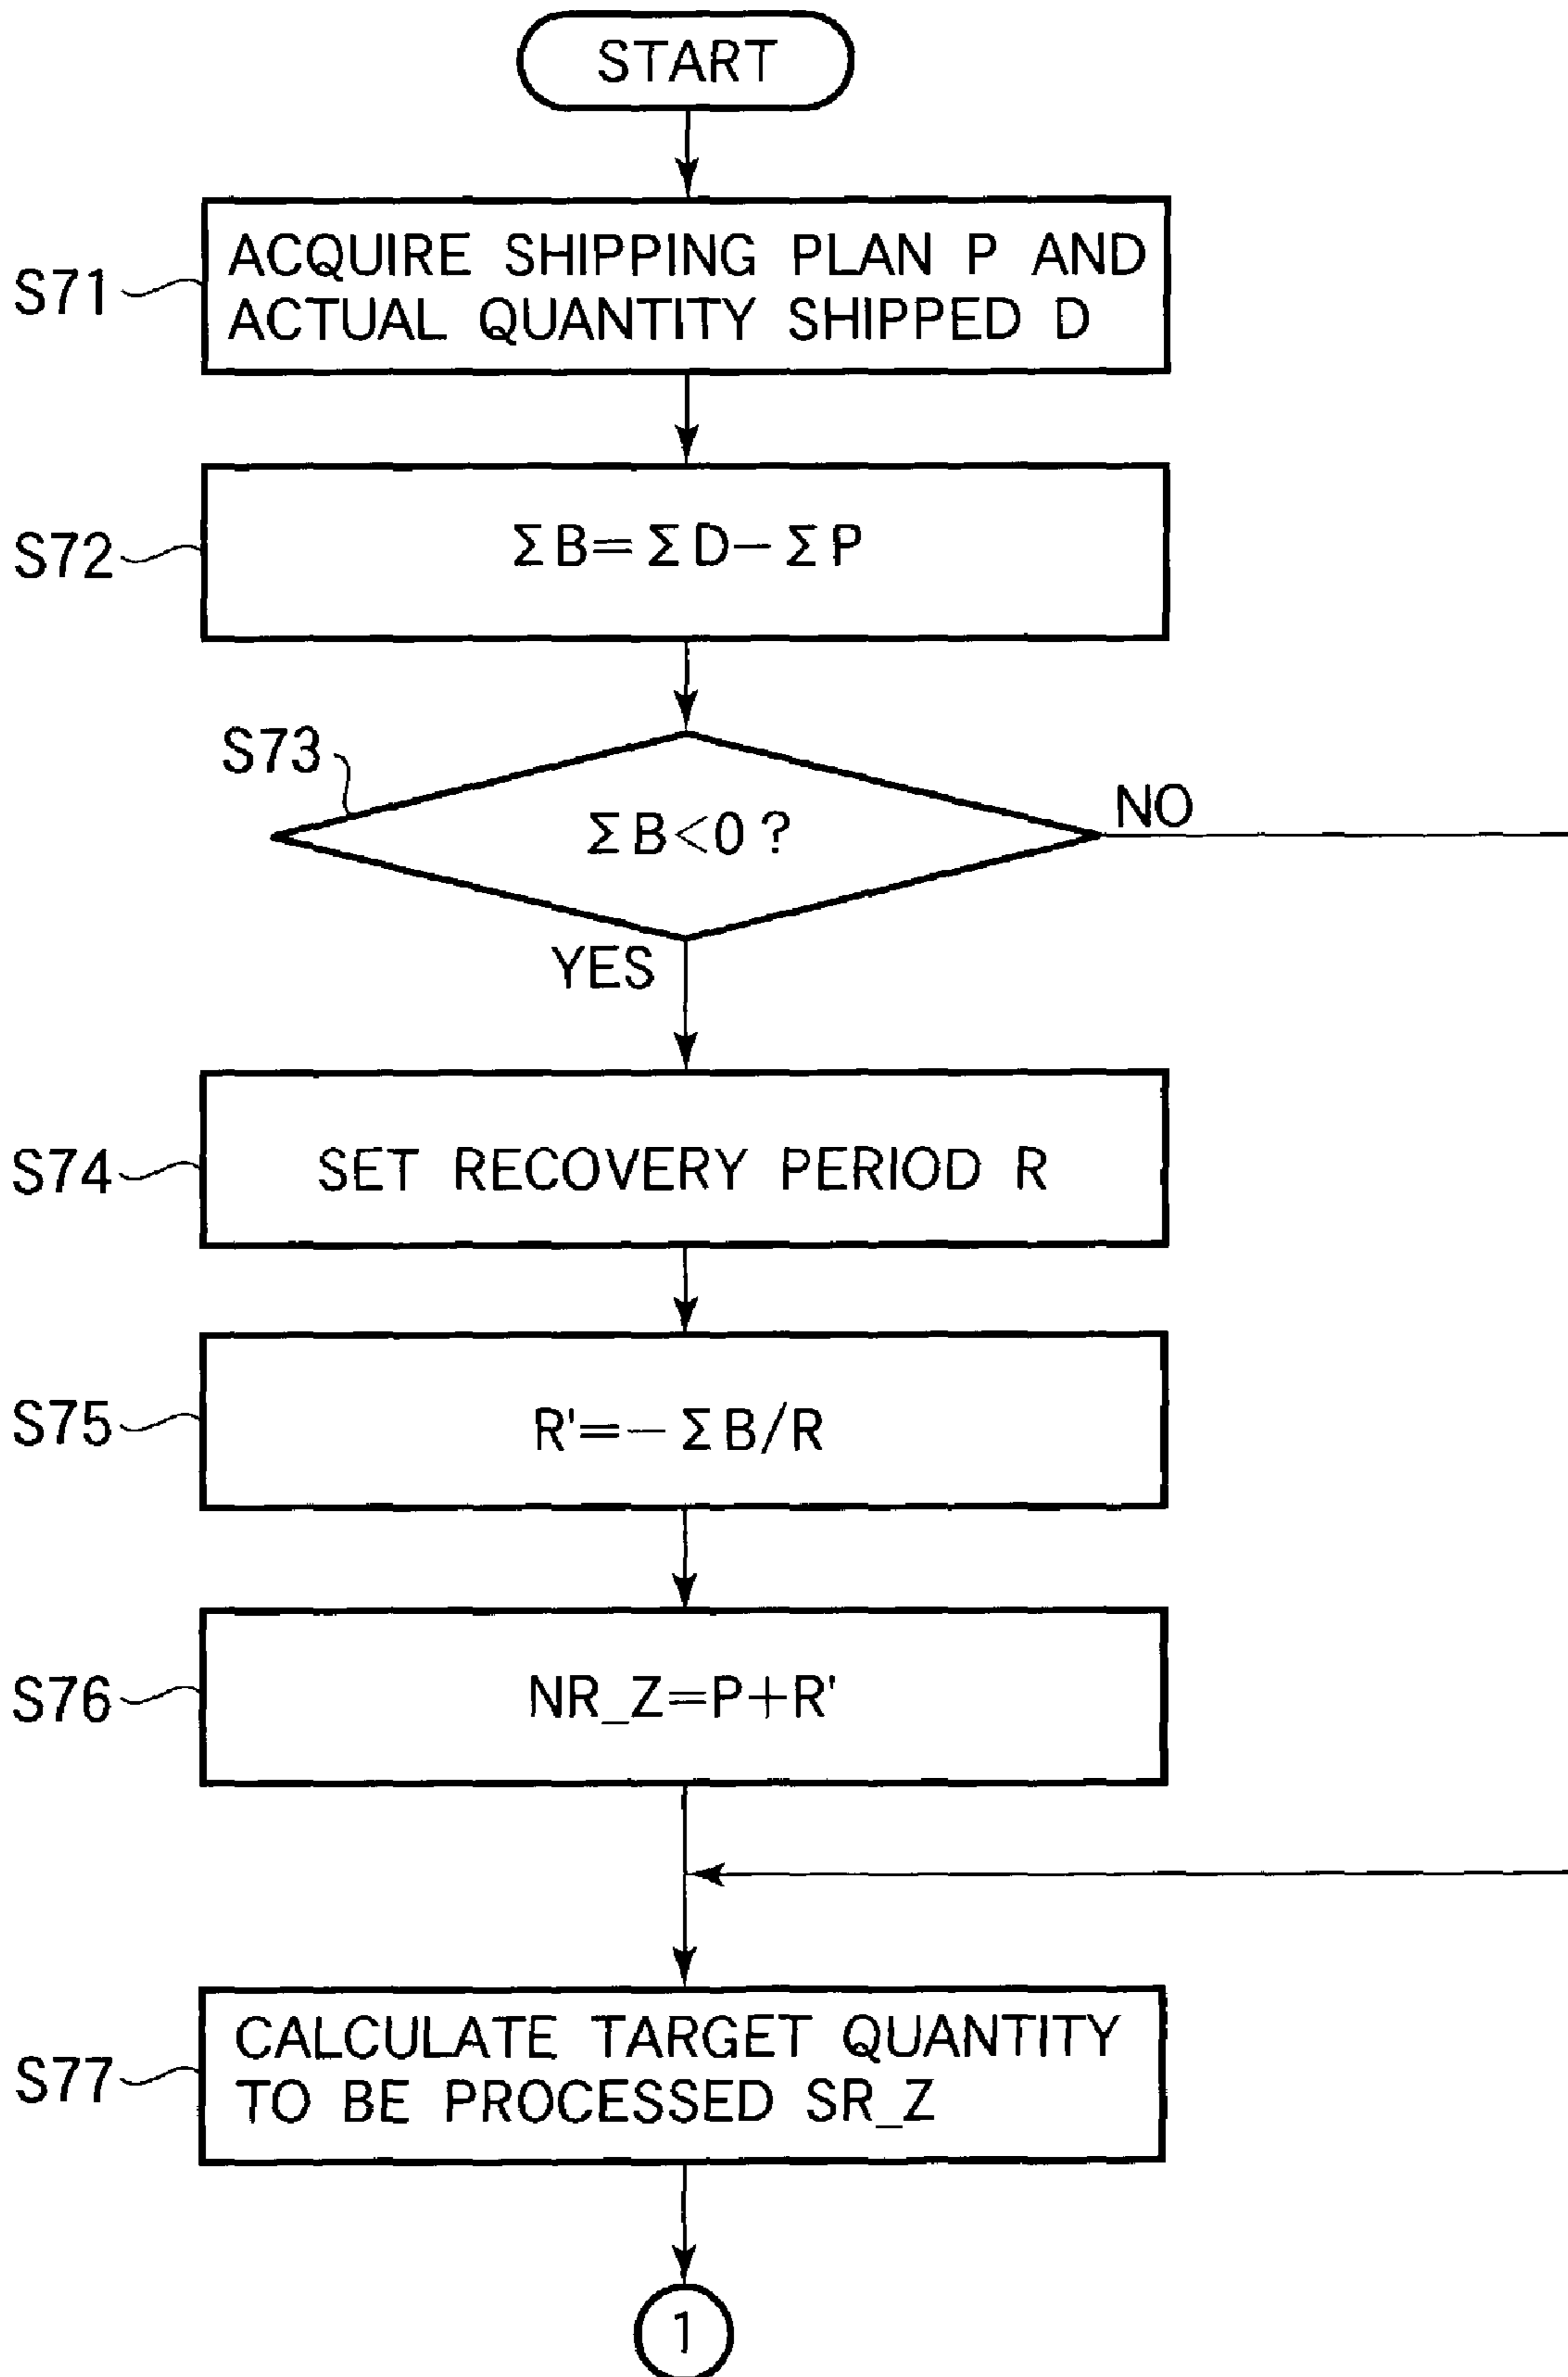 START
S71
ACQUIRE SHIPPING PLAN P AND
ACTUAL QUANTITY SHIPPED D
S72
ΣB=ΣD-ΣP
S73
ΣB<0?
NO
YES
S74
SET RECOVERY PERIOD R
S75
R'=-ΣB/R
S76
NR_Z=P+R'
S77
CALCULATE TARGET QUANTITY
TO BE PROCESSED SR_Z
1